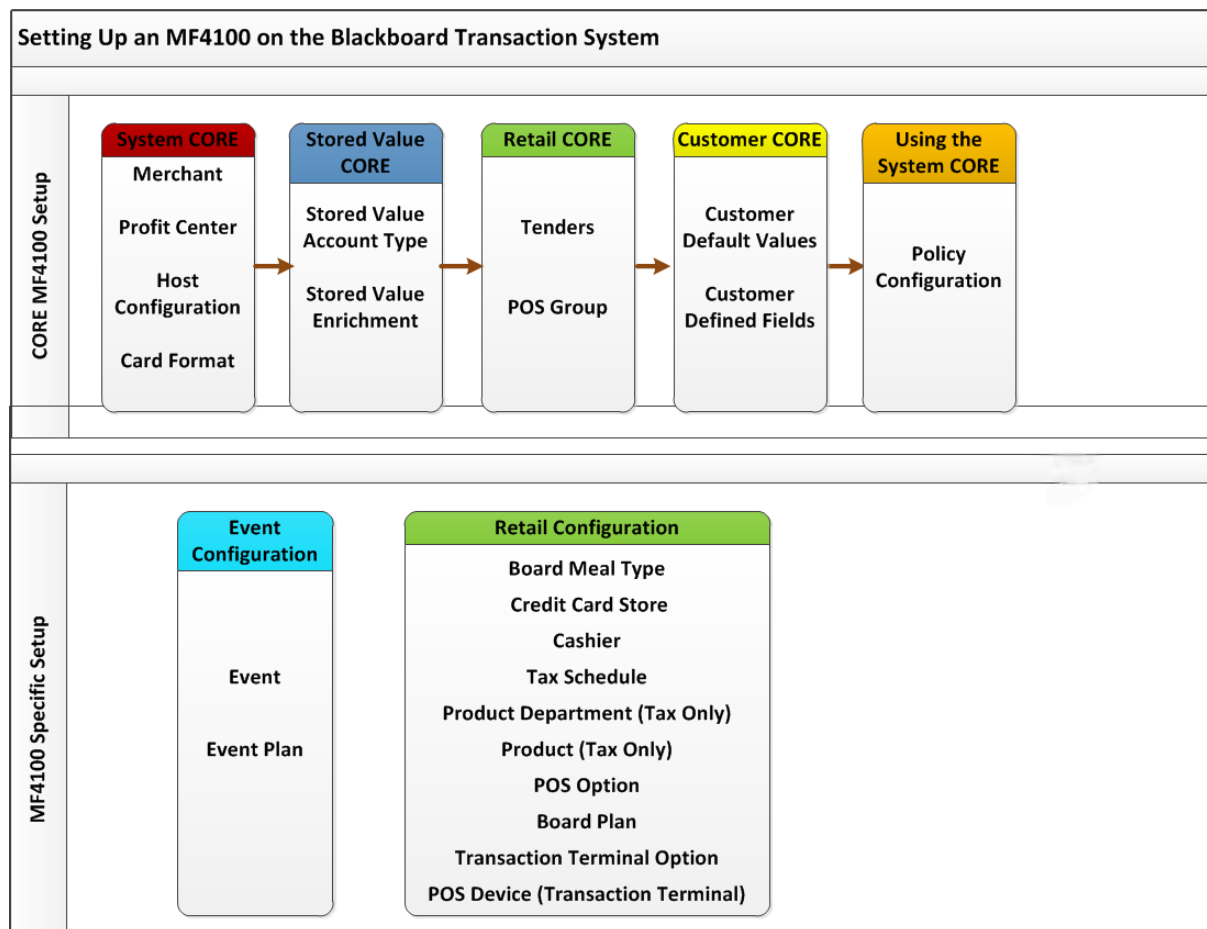 Setting Up an MF4100 on the Blackboard Transaction System
CORE MF4100 Setup
System CORE
Merchant
Profit Center
Host
Configuration
Card Format
Stored Value
CORE
Stored Value
Account Type
Stored Value
Enrichment
Retail CORE
Tenders
POS Group
Customer CORE
Customer
Default Values
Customer
Defined Fields
Using the
System CORE
Policy
Configuration
MF4100 Specific Setup
Event
Configuration
Event
Event Plan
Retail Configuration
Board Meal Type
Credit Card Store
Cashier
Tax Schedule
Product Department (Tax Only)
Product (Tax Only)
POS Option
Board Plan
Transaction Terminal Option
POS Device (Transaction Terminal)